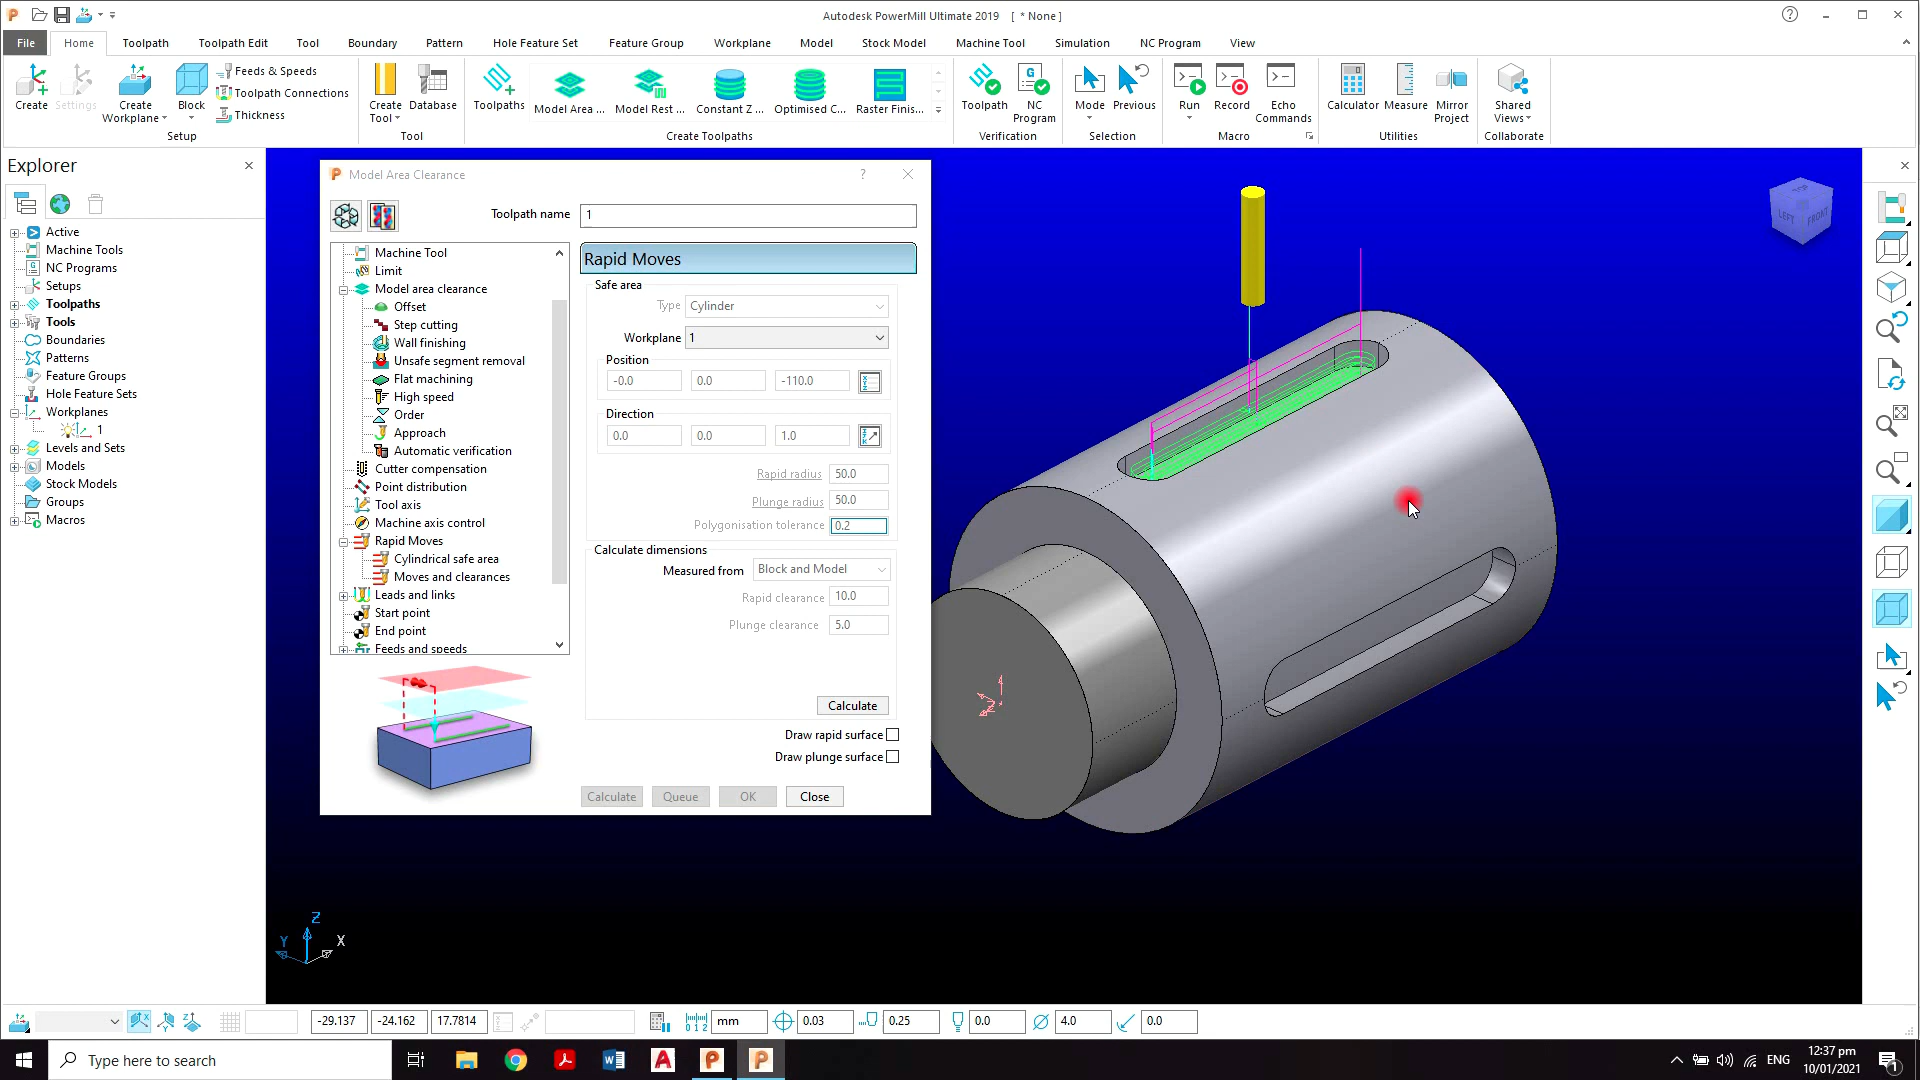 Autodesk PowerMill Ultimate 2019 [ * None ]
File Home Toolpath Toolpath Edit Tool Boundary Pattern Hole Feature Set Feature Group Workplane Model Stock Model Machine Tool Simulation NC Program View
Create
Settings
Create Workplane
Block
Feeds & Speeds
Toolpath Connections
Thickness
Setup
Create Tool
Database
Tool
Toolpaths
Model Area ...
Model Rest ...
Constant Z ...
Optimised C...
Raster Finis...
Create Toolpaths
Toolpath
NC Program
Verification
Mode
Previous
Selection
Run
Record
Echo Commands
Macro
Calculator
Measure
Mirror Project
Utilities
Shared Views
Collaborate
Explorer
Active
Machine Tools
NC Programs
Setups
Toolpaths
Tools
Boundaries
Patterns
Feature Groups
Hole Feature Sets
Workplanes
1
Levels and Sets
Models
Stock Models
Groups
Macros
Model Area Clearance
?
Toolpath name 1
Machine Tool
Limit
Model area clearance
Offset
Step cutting
Wall finishing
Unsafe segment removal
Flat machining
High speed
Order
Approach
Automatic verification
Cutter compensation
Point distribution
Tool axis
Machine axis control
Rapid Moves
Cylindrical safe area
Moves and clearances
Leads and links
Start point
End point
Feeds and speeds
Rapid Moves
Safe area
Type Cylinder
Workplane 1
Position
-0.0 0.0 -110.0
Direction
0.0 0.0 1.0
Rapid radius 50.0
Plunge radius 50.0
Polygonisation tolerance 0.2
Calculate dimensions
Measured from Block and Model
Rapid clearance 10.0
Plunge clearance 5.0
Calculate
Draw rapid surface
Draw plunge surface
Calculate Queue OK Close
TOP
LEFT FRONT
Z
Y X
Z
-29.137 -24.162 17.7814 mm 0.03 0.25 0.0 4.0 0.0
Type here to search
ENG
12:37 pm
10/01/2021
1